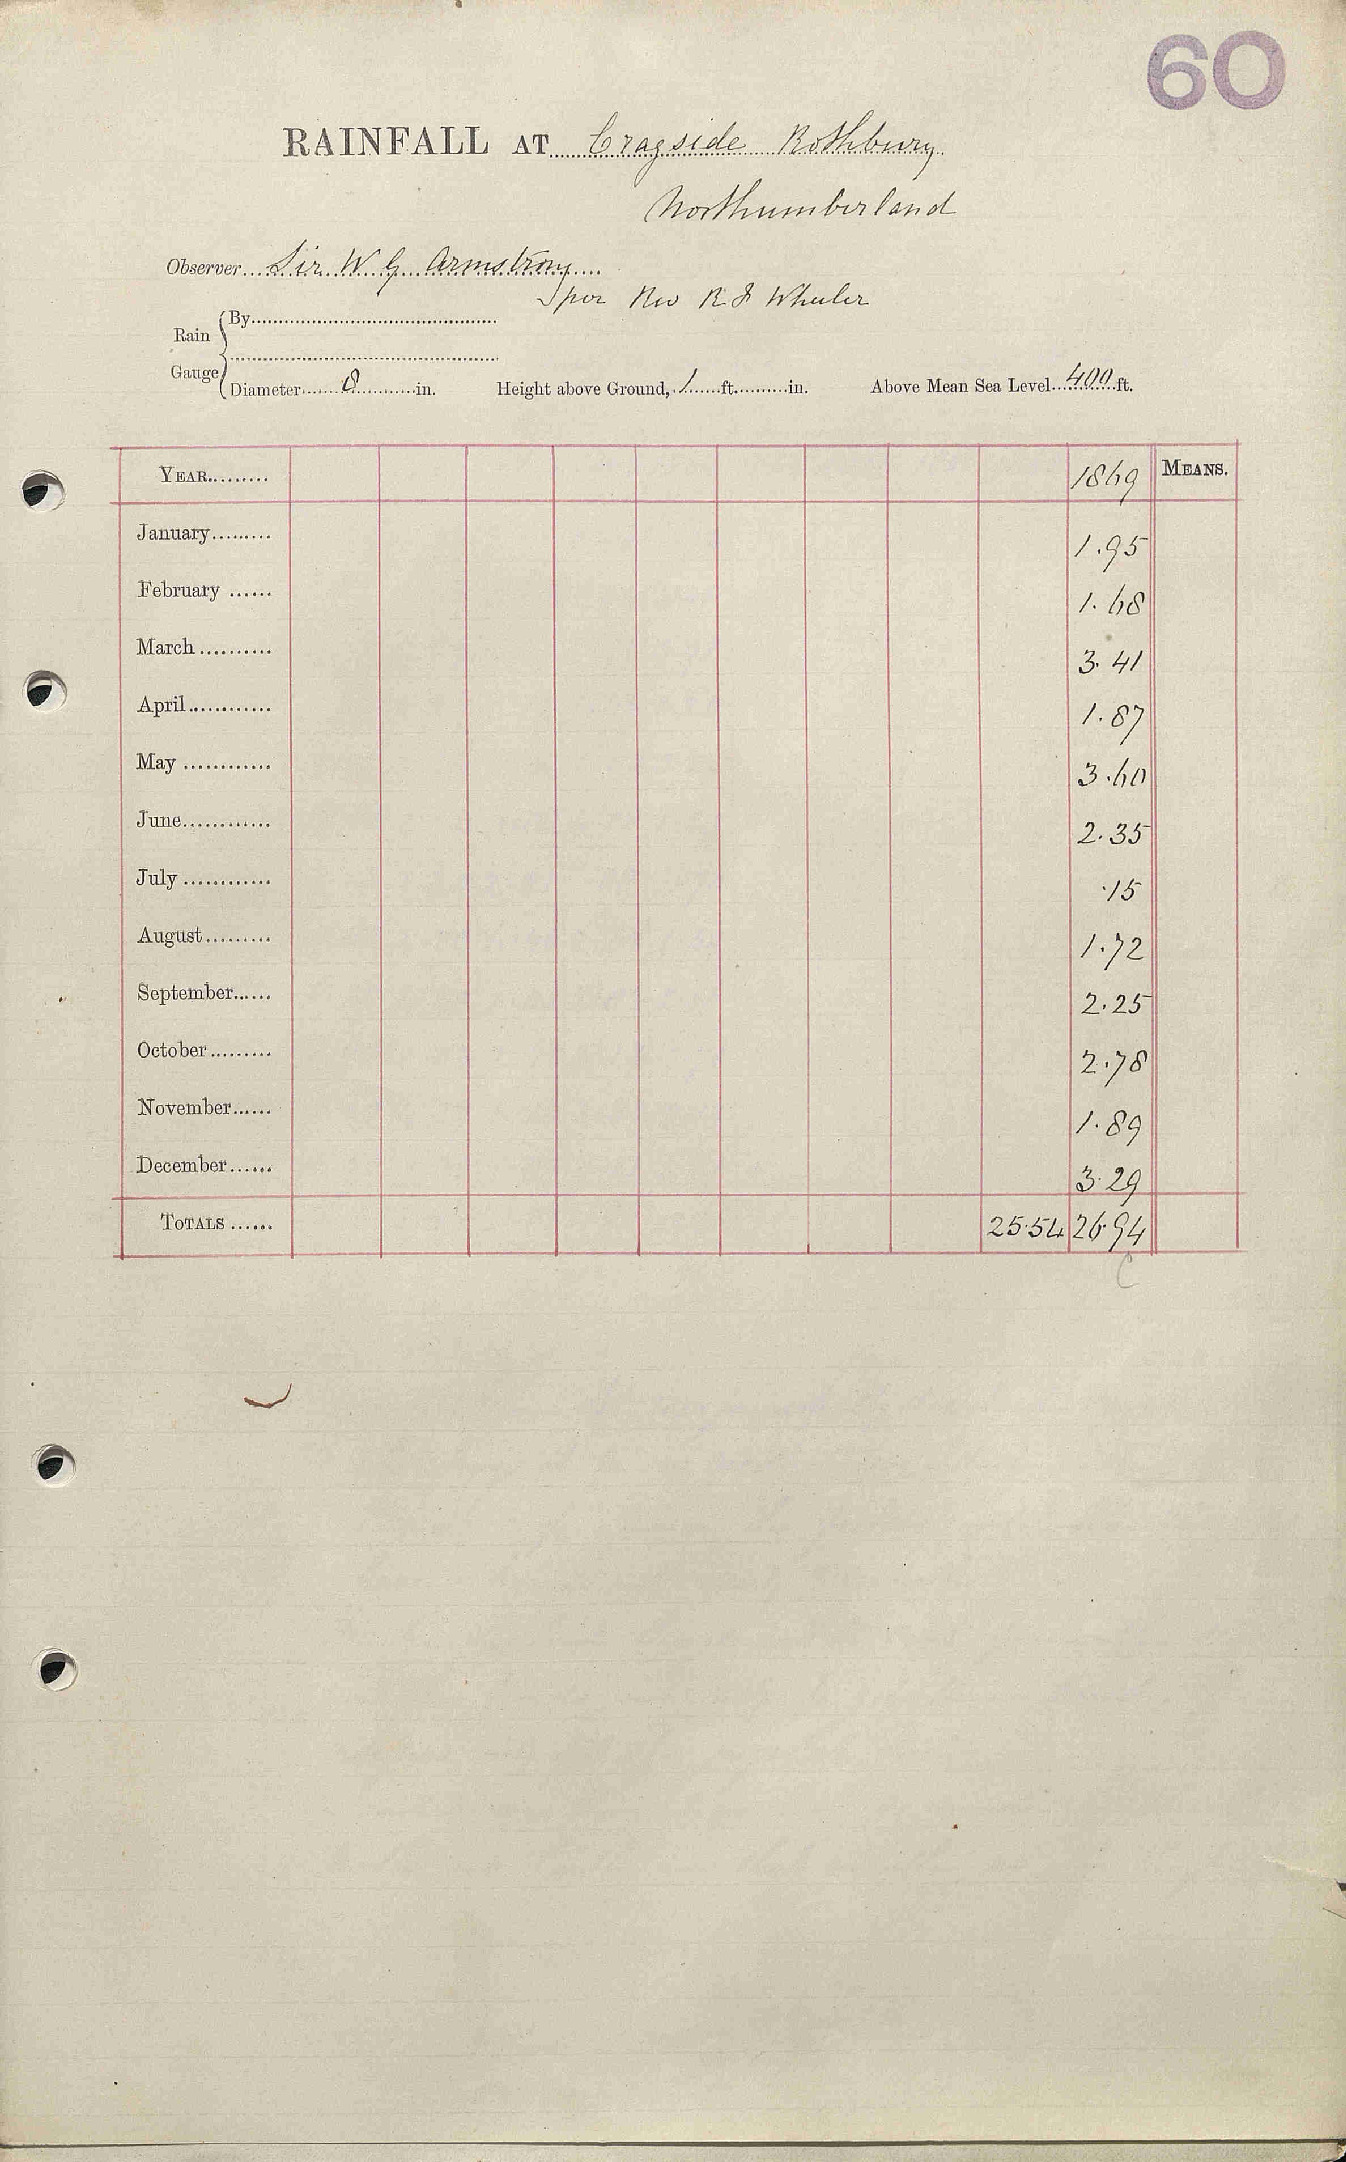 60
RAINFALL AT Cragside Rothbury
Northumberland
Observer Sir W G Armstrong
per Rev R F Wheeler
Rain Gauge
By
Diameter 8 in. Height above Ground, 1 ft. in. Above Mean Sea Level 400 ft.
YEAR 1869 MEANS.
January 1.95
February 1.68
March 3.41
April 1.87
May 3.60
June 2.35
July .15
August 1.72
September 2.25
October 2.78
November 1.89
December 3.29
TOTALS 25.54 26.94
C